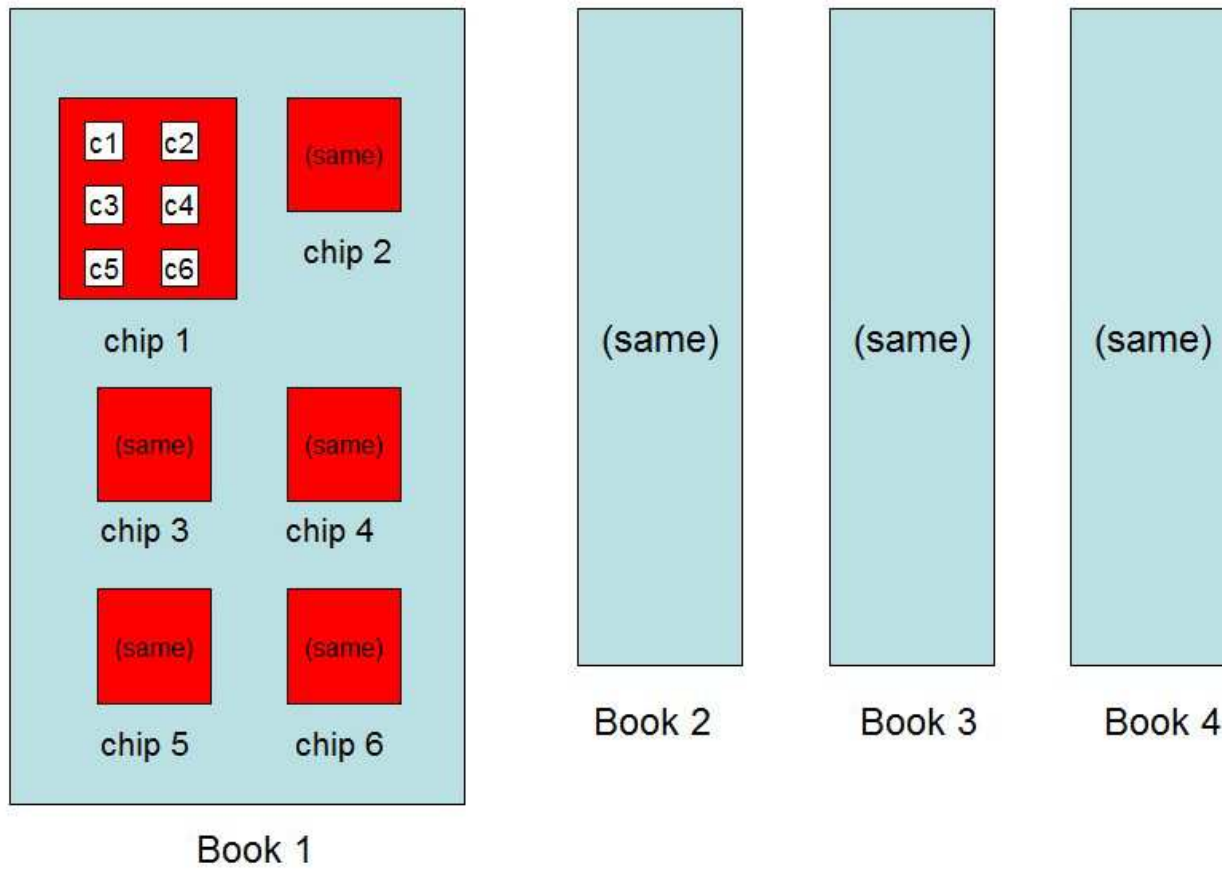 c1 c2
c3 c4
c5 c6
chip 1
(same)
chip 2
(same)
chip 3
(same)
chip 4
(same)
chip 5
(same)
chip 6
Book 1
(same)
Book 2
(same)
Book 3
(same)
Book 4